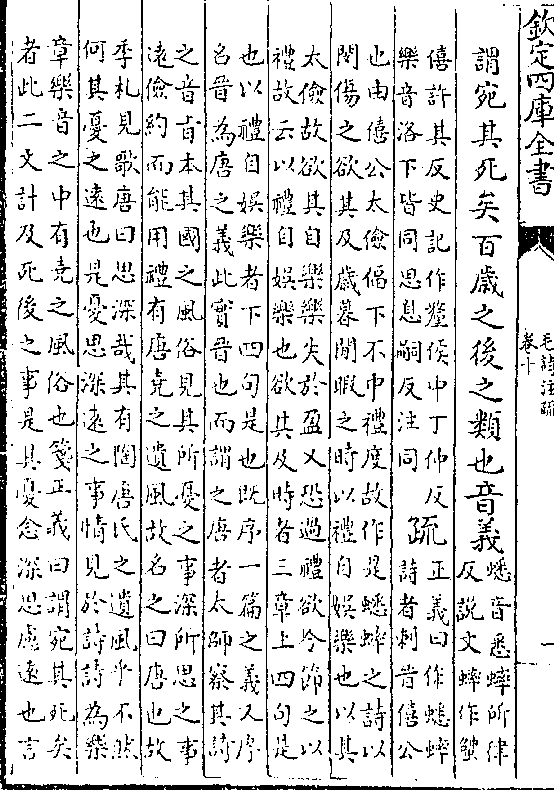 欽定四庫全書
毛詩注疏
卷十
謂宛其死矣百歳之後之類也音義
蟋音悉蟀所律
反説文蟀作
僖許其反史記作釐侯中丁仲反
樂音洛下皆同思息嗣反注同
疏
正義曰作蟋蟀
詩者刺晉僖公
也由僖公太儉偪下不中禮度故作是蟋蟀之詩以
閔傷之欲其及歳暮閒暇之時以禮自娛樂也以其
太儉故欲其自樂樂失於盈又恐過禮欲令節之以
禮故云以禮自娛樂也欲其及時者三章上四句是
也以禮自娛樂者下四句是也既序一篇之義又序
名晉為唐之義此實晉也而謂之唐者太師察其詩
之音旨本其國之風俗見其所憂之事深所思之事
遠儉約而能用禮有唐堯之遺風故名之曰唐也故
季札見歌唐曰思深哉其有陶唐氏之遺風乎不然
何其憂之遠也是憂思深遠之事情見於詩詩為樂
章樂音之中有堯之風俗也箋正義曰謂宛其死矣
者此二文計及死後之事是其憂念深思慮遠也言